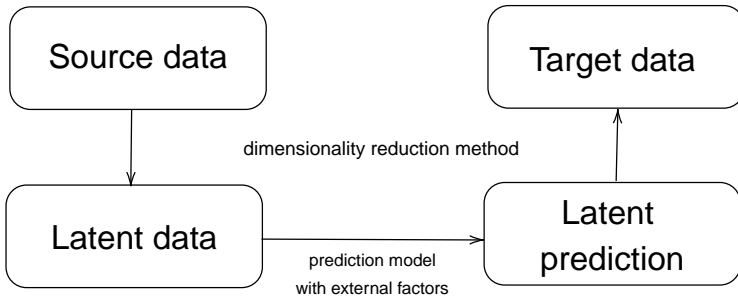 Source data
Target data
dimensionality reduction method
Latent data
Latent
prediction
prediction model
with external factors